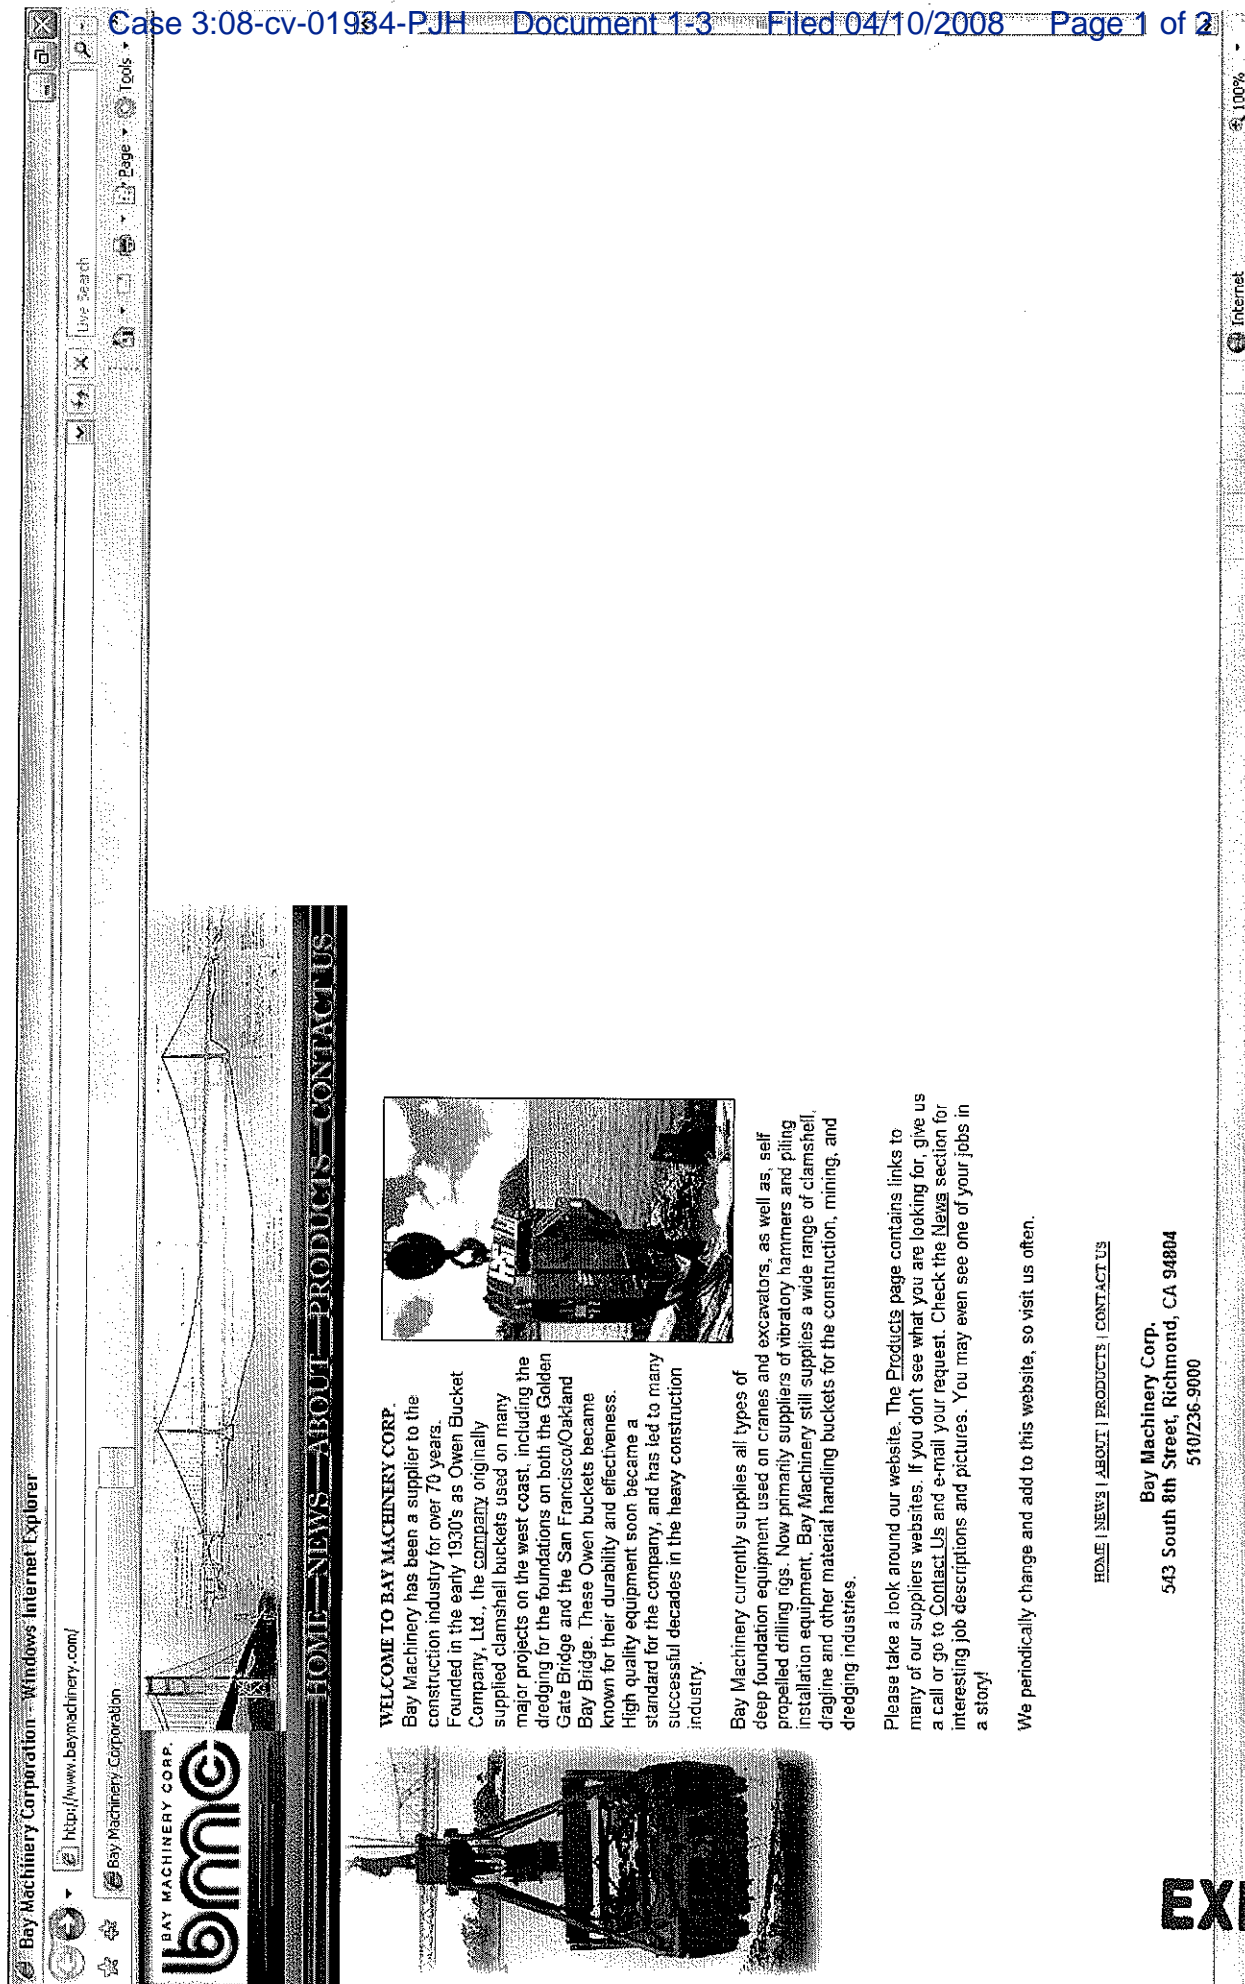 Case 3:08-cv-01934-PJH Document 1-3 Filed 04/10/2008 Page 1 of 2
Bay Machinery Corporation - Windows Internet Explorer
http://www.baymachinery.com/
Live Search
Bay Machinery Corporation
Page
Tools
BAY MACHINERY CORP.
bmc
HOME NEWS ABOUT PRODUCTS CONTACT US
WELCOME TO BAY MACHINERY CORP.
Bay Machinery has been a supplier to the
construction industry for over 70 years.
Founded in the early 1930's as Owen Bucket
Company, Ltd., the company originally
supplied clamshell buckets used on many
major projects on the west coast, including the
dredging for the foundations on both the Golden
Gate Bridge and the San Francisco/Oakland
Bay Bridge. These Owen buckets became
known for their durability and effectiveness.
High quality equipment soon became a
standard for the company, and has led to many
successful decades in the heavy construction
industry.
Bay Machinery currently supplies all types of
deep foundation equipment used on cranes and excavators, as well as, self
propelled drilling rigs. Now primarily suppliers of vibratory hammers and piling
installation equipment, Bay Machinery still supplies a wide range of clamshell,
dragline and other material handling buckets for the construction, mining, and
dredging industries.
Please take a look around our website. The Products page contains links to
many of our suppliers websites. If you don't see what you are looking for, give us
a call or go to Contact Us and e-mail your request. Check the News section for
interesting job descriptions and pictures. You may even see one of your jobs in
a story!
We periodically change and add to this website, so visit us often.
HOME | NEWS | ABOUT | PRODUCTS | CONTACT US
Bay Machinery Corp.
543 South 8th Street, Richmond, CA 94804
510/236-9000
Internet
100%